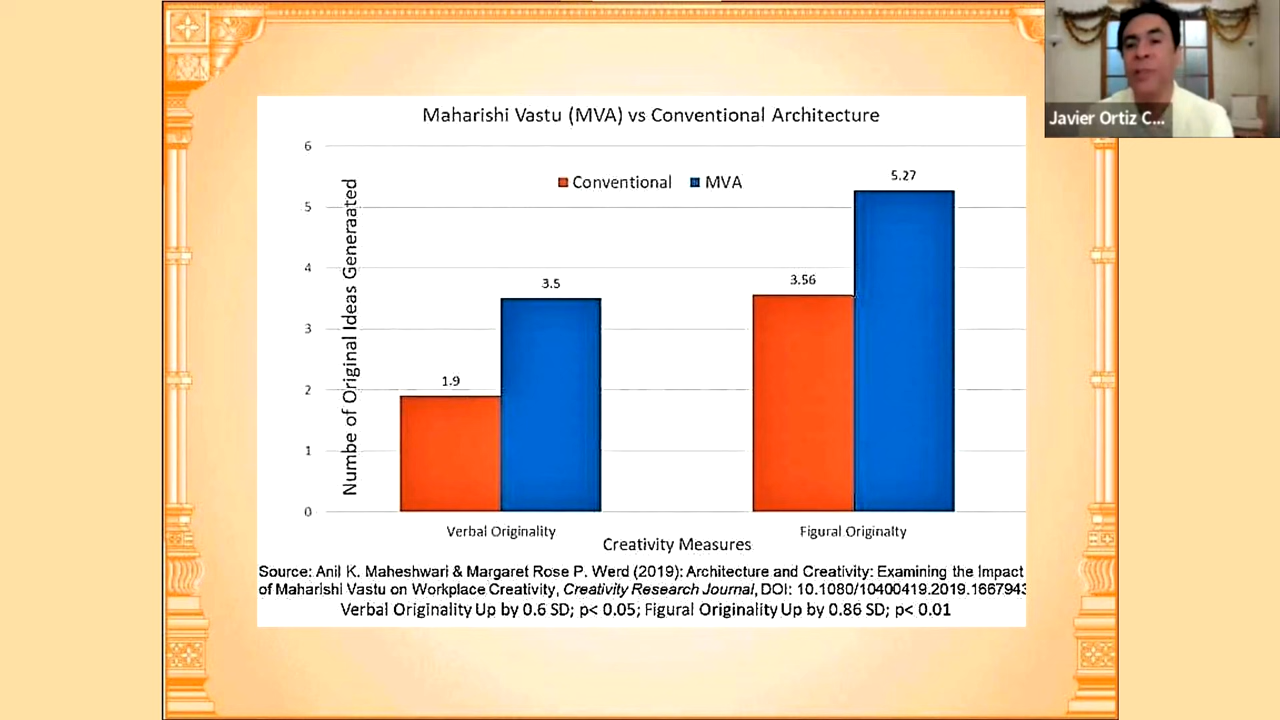 Javier Ortiz C...
Maharishi Vastu (MVA) vs Conventional Architecture
Numbe of Original Ideas Generaated
6
5
4
3
2
1
0
Conventional MVA
1.9
3.5
3.56
5.27
Verbal Originality
Figural Originalty
Creativity Measures
Source: Anil K. Maheshwari & Margaret Rose P. Werd (2019): Architecture and Creativity: Examining the Impact
of Maharishi Vastu on Workplace Creativity, Creativity Research Journal, DOI: 10.1080/10400419.2019.1667943
Verbal Originality Up by 0.6 SD; p< 0.05; Figural Originality Up by 0.86 SD; p< 0.01